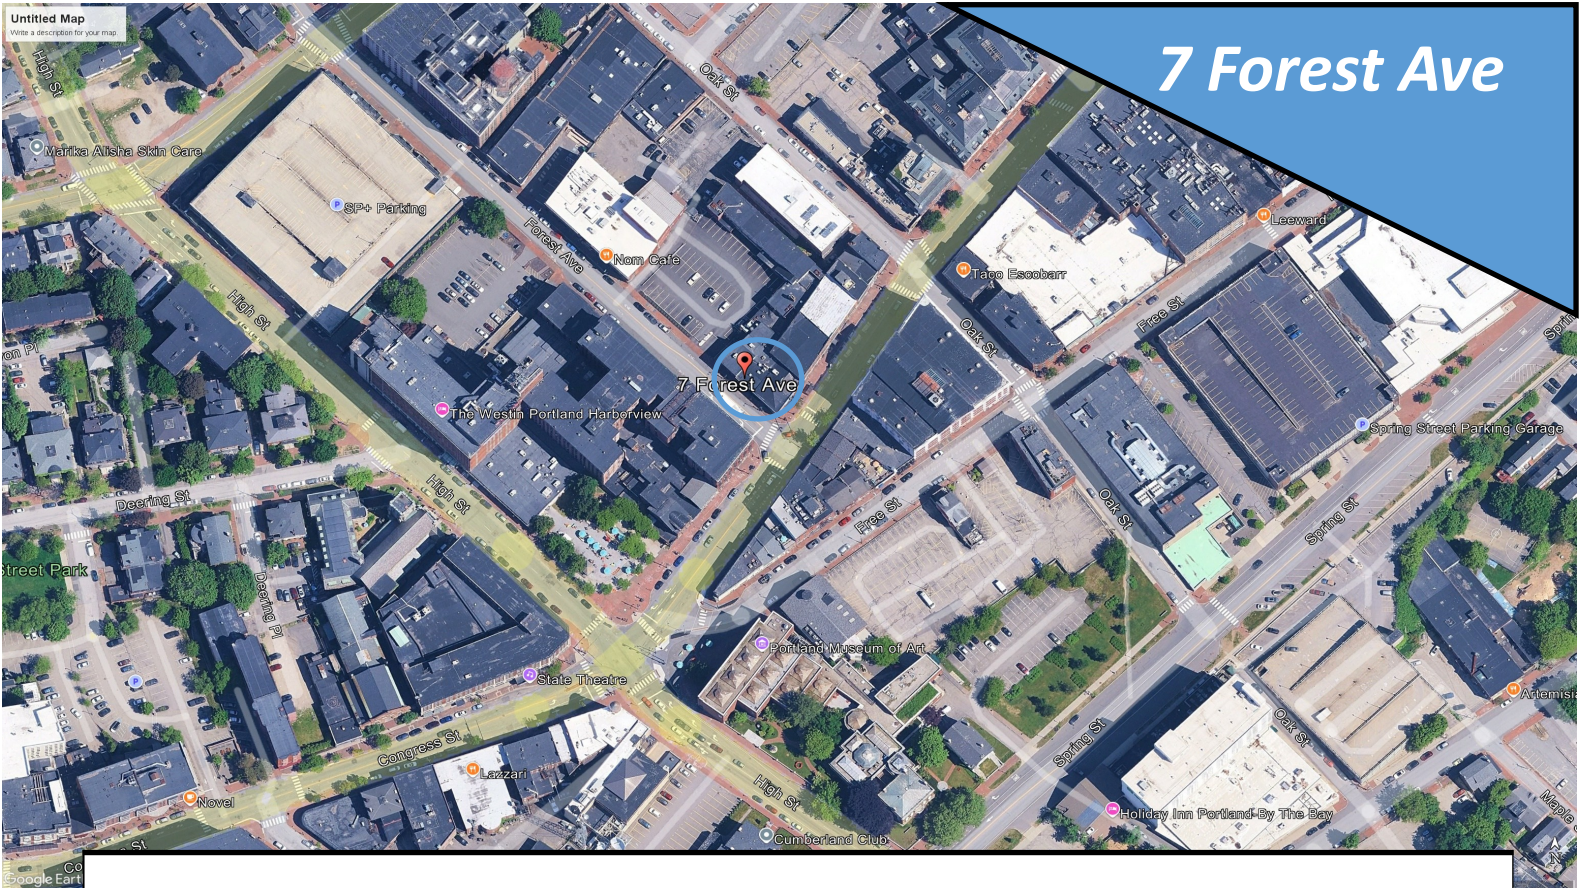 Untitled Map
Write a description for your map.
7 Forest Ave
High St
Oak St
Marika Alisha Skin Care
SP+ Parking
Leeward
Forest Ave
Nom Cafe
Taco Escobarr
High St
Free St
Oak St
7 Forest Ave
The Westin Portland Harborview
Spring Street Parking Garage
Deering St
High St
Oak St
Free St
Spring St
Street Park
Deering Pl
Portland Museum of Art
State Theatre
Artemisia
Congress St
Spring St
Oak St
Lazzari
Novel
High St
Holiday Inn Portland-By The Bay
Maple
Cumberland Club
St
Co
Google Eart
N